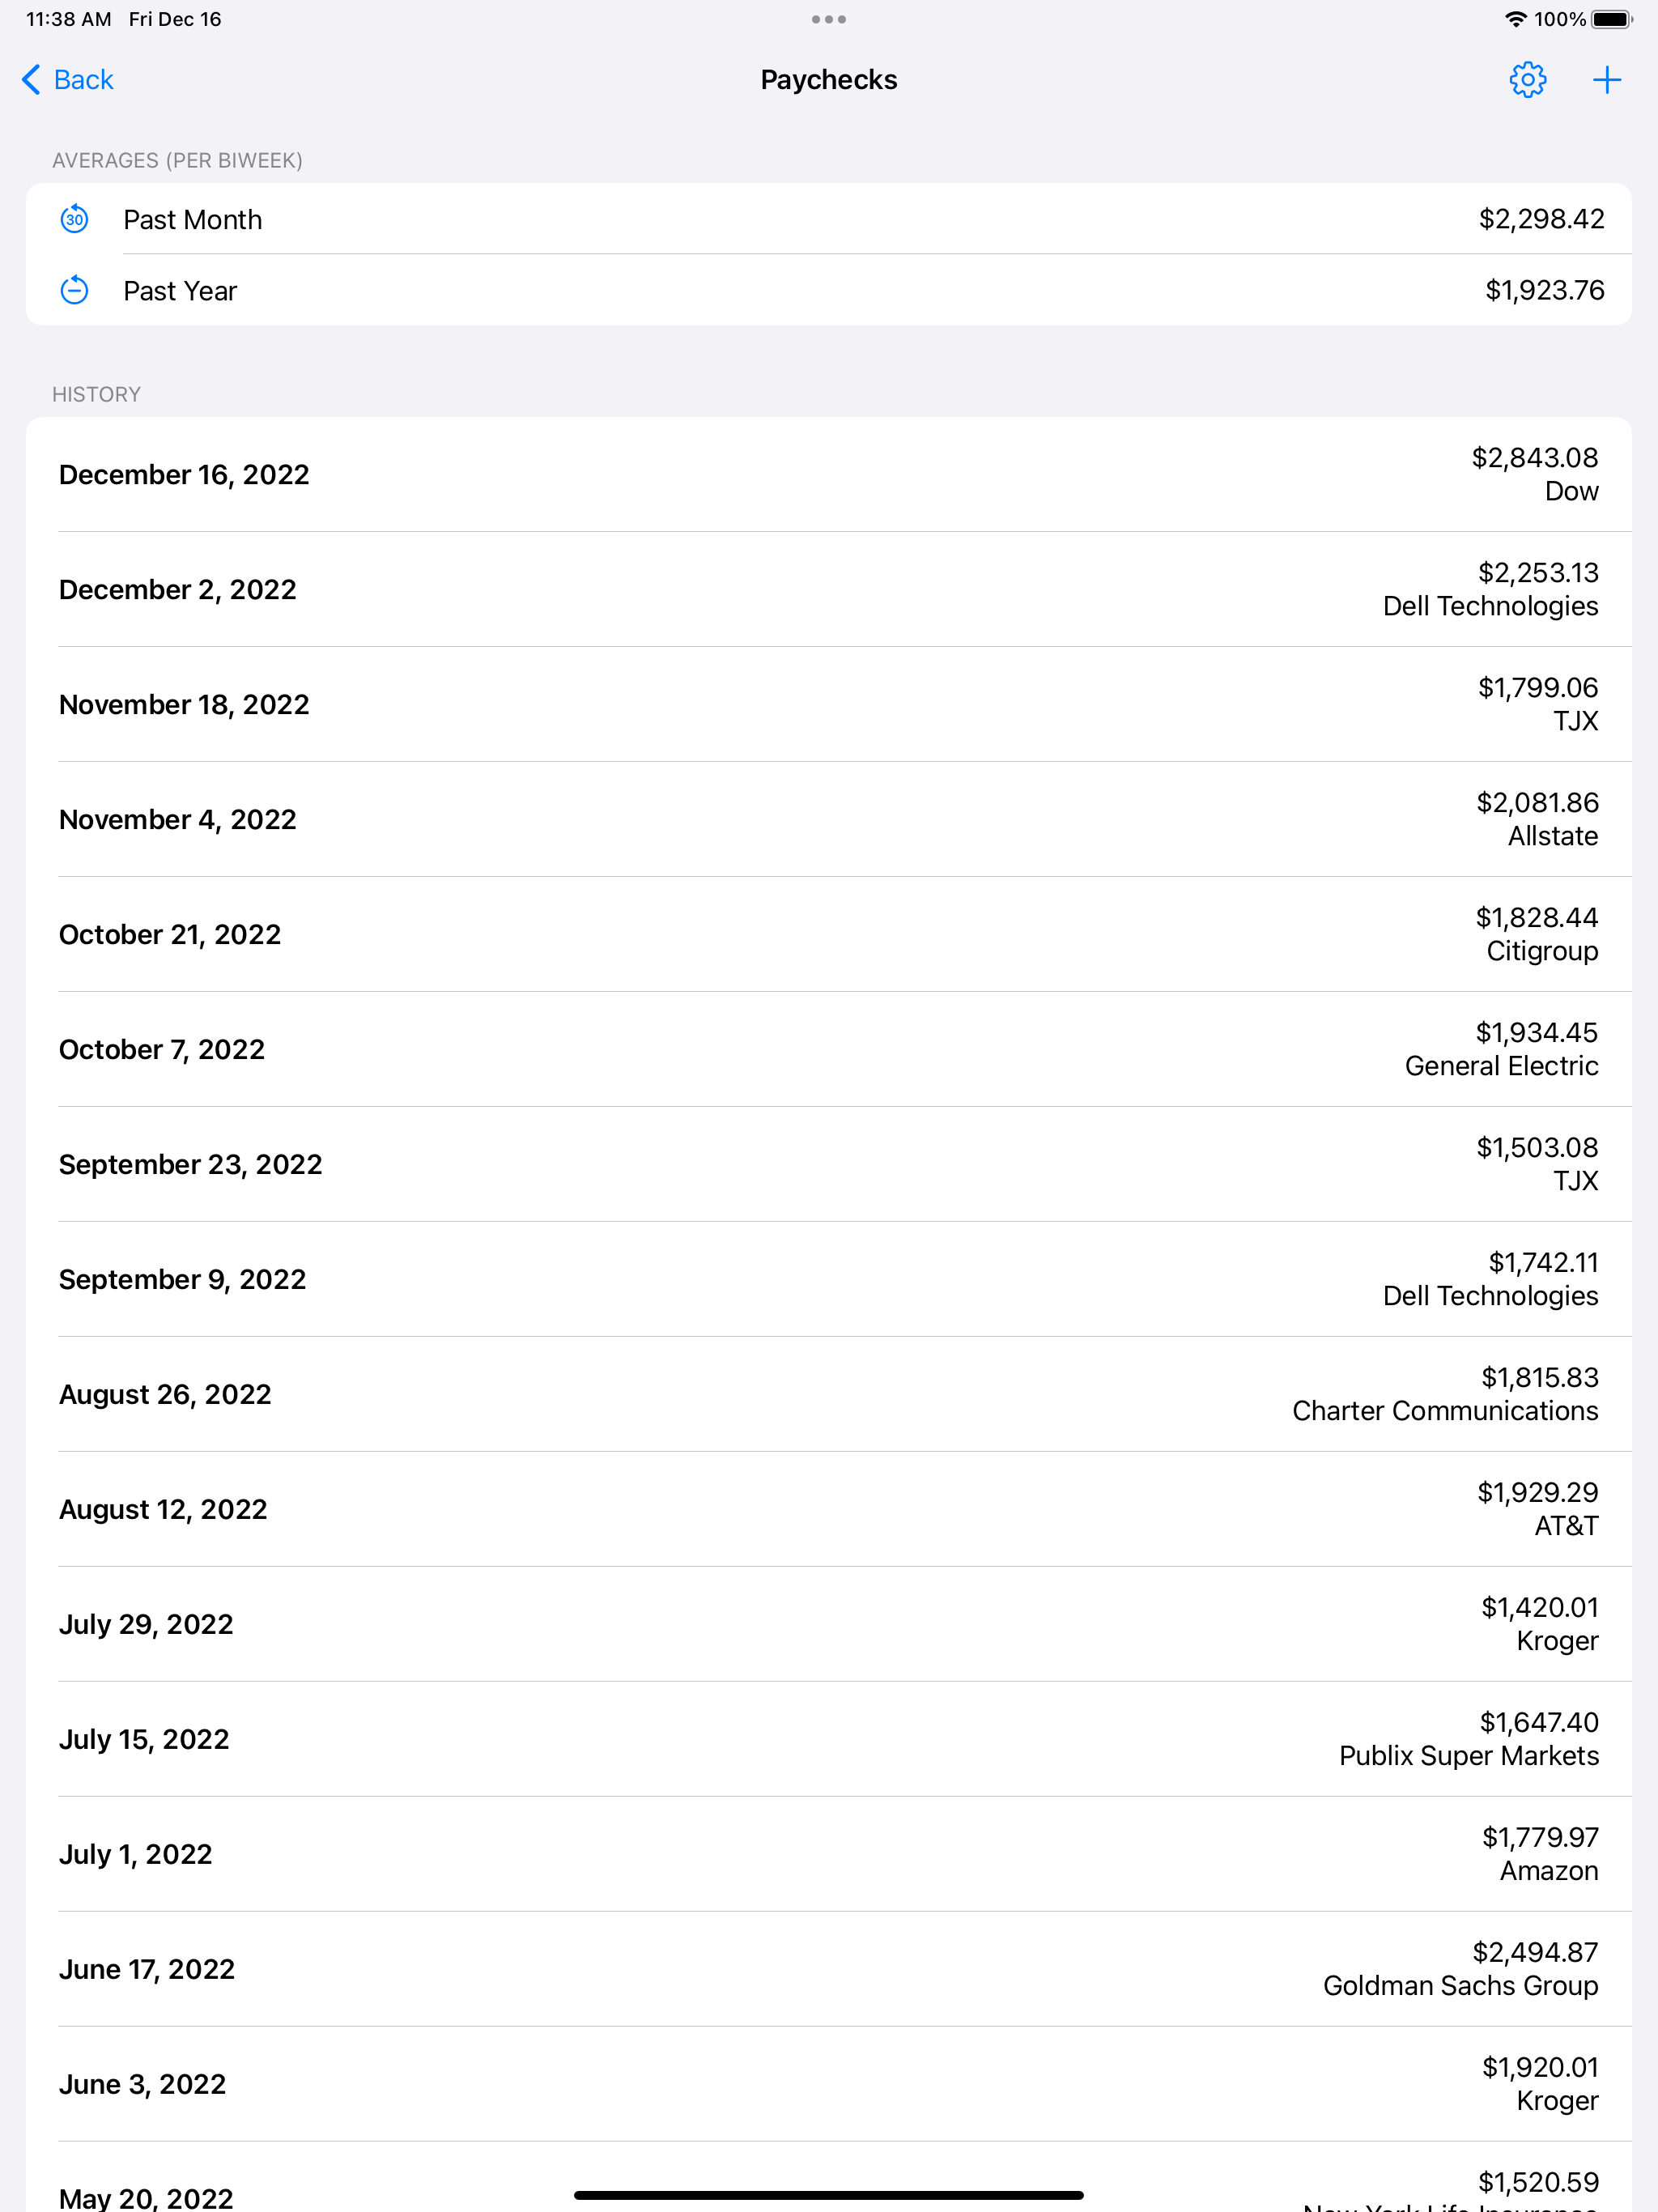 11:38 AM Fri Dec 16
100%
Back
Paychecks
AVERAGES (PER BIWEEK)
30
Past Month
$2,298.42
Past Year
$1,923.76
HISTORY
December 16, 2022
$2,843.08
Dow
December 2, 2022
$2,253.13
Dell Technologies
November 18, 2022
$1,799.06
TJX
November 4, 2022
$2,081.86
Allstate
October 21, 2022
$1,828.44
Citigroup
October 7, 2022
$1,934.45
General Electric
September 23, 2022
$1,503.08
TJX
September 9, 2022
$1,742.11
Dell Technologies
August 26, 2022
$1,815.83
Charter Communications
August 12, 2022
$1,929.29
AT&T
July 29, 2022
$1,420.01
Kroger
July 15, 2022
$1,647.40
Publix Super Markets
July 1, 2022
$1,779.97
Amazon
June 17, 2022
$2,494.87
Goldman Sachs Group
June 3, 2022
$1,920.01
Kroger
May 20, 2022
$1,520.59
New York Life Insurance